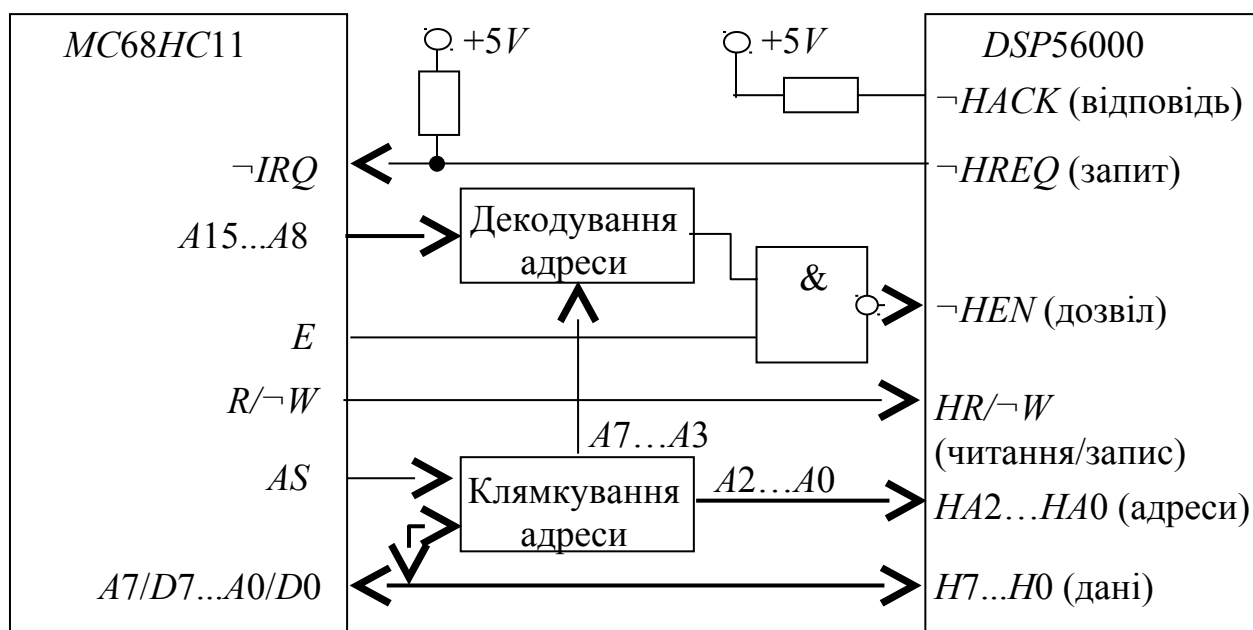 MC68HC11
+5V
+5V
DSP56000
¬HACK (відповідь)
¬IRQ
¬HREQ (запит)
A15...A8
Декодування
адреси
&
¬HEN (дозвіл)
E
R/¬W
HR/¬W
(читання/запис)
A7…A3
AS
Клямкування
адреси
A2…A0
HA2…HA0 (адреси)
A7/D7...A0/D0
H7...H0 (дані)